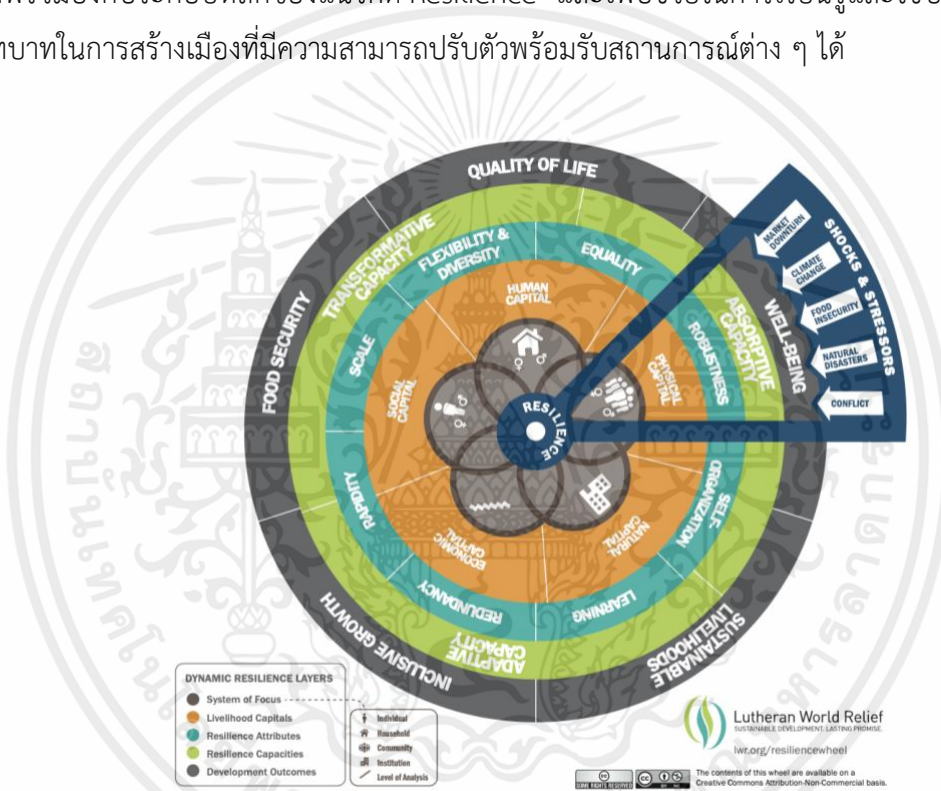 บทบาทในการสร้างเมืองที่มีความสามารถปรับตัวพร้อมรับสถานการณ์ต่าง ๆ ได้
QUALITY OF LIFE
FOOD SECURITY
WELL-BEING
INCLUSIVE GROWTH
SUSTAINABLE
LIVELIHOODS
TRANSFORMATIVE
CAPACITY
ABSORPTIVE
CAPACITY
ADAPTIVE
CAPACITY
FLEXIBILITY &
DIVERSITY
EQUALITY
SCALE
ROBUSTNESS
RAPIDITY
SELF-
ORGANIZATION
REDUNDANCY
LEARNING
HUMAN
CAPITAL
SOCIAL
CAPITAL
PHYSICAL
CAPITAL
ECONOMIC
CAPITAL
NATURAL
CAPITAL
RESILIENCE
SHOCKS & STRESSORS
MARKET
DOWNTURN
CLIMATE
CHANGE
FOOD
INSECURITY
NATURAL
DISASTERS
CONFLICT
DYNAMIC RESILIENCE LAYERS
System of Focus
Livelihood Capitals
Resilience Attributes
Resilience Capacities
Development Outcomes
Individual
Household
Community
Institution
Level of Analysis
Lutheran World Relief
SUSTAINABLE DEVELOPMENT. LASTING PROMISE.
lwr.org/resiliencewheel
SOME RIGHTS RESERVED
The contents of this wheel are available on a
Creative Commons Attribution-Non-Commercial basis.